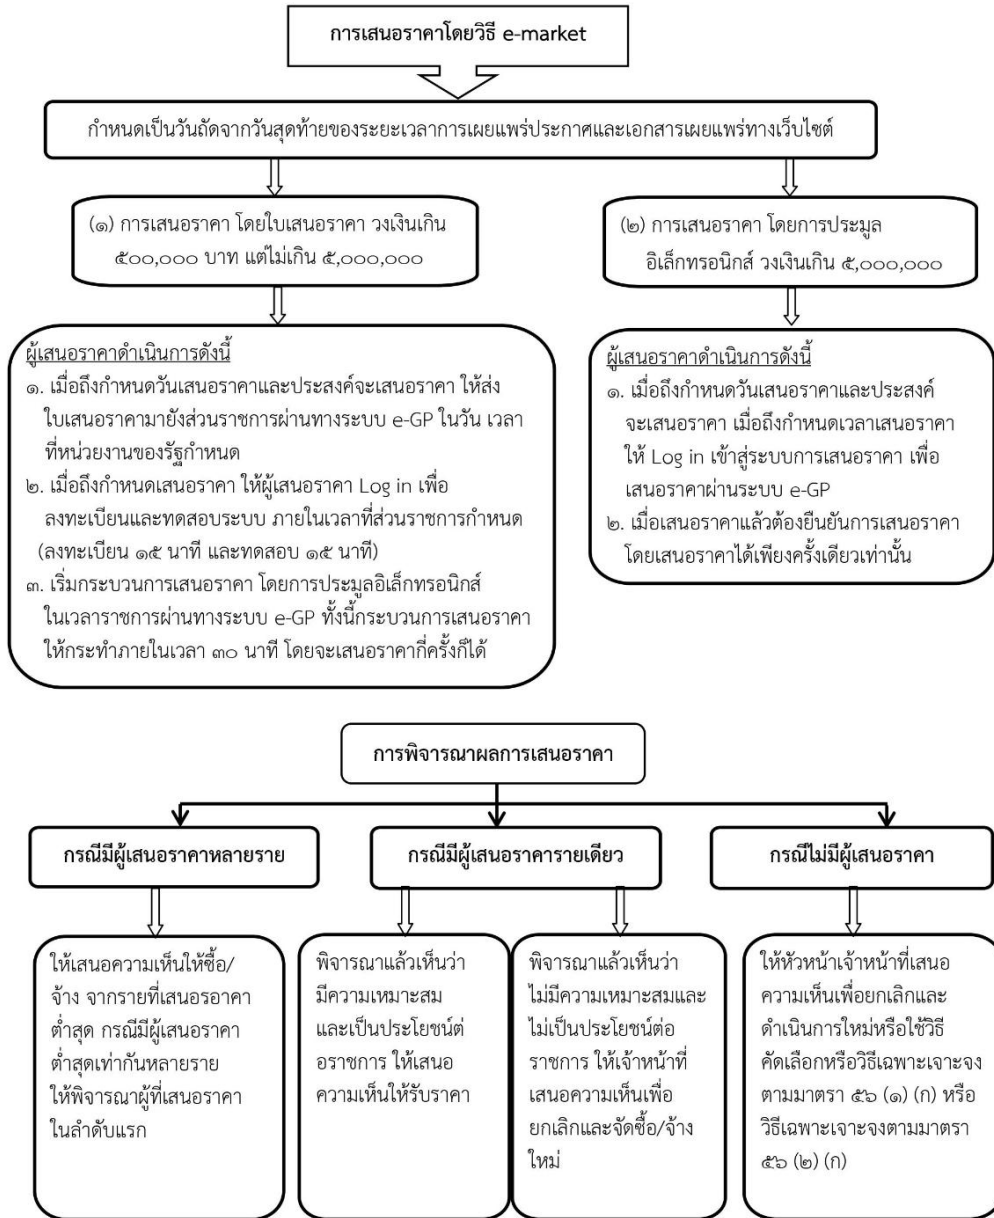 การเสนอราคาโดยวิธี e-market
กำหนดเป็นวันถัดจากวันสุดท้ายของระยะเวลาการเผยแพร่ประกาศและเอกสารเผยแพร่ทางเว็บไซต์
(๑) การเสนอราคา โดยใบเสนอราคา วงเงินเกิน
๕๐๐,๐๐๐ บาท แต่ไม่เกิน ๕,๐๐๐,๐๐๐
(๒) การเสนอราคา โดยการประมูล
อิเล็กทรอนิกส์ วงเงินเกิน ๕,๐๐๐,๐๐๐
ผู้เสนอราคาดำเนินการดังนี้
๑. เมื่อถึงกำหนดวันเสนอราคาและประสงค์จะเสนอราคา ให้ส่ง
ใบเสนอราคามายังส่วนราชการผ่านทางระบบ e-GP ในวัน เวลา
ที่หน่วยงานของรัฐกำหนด
๒. เมื่อถึงกำหนดเสนอราคา ให้ผู้เสนอราคา Log in เพื่อ
ลงทะเบียนและทดสอบระบบ ภายในเวลาที่ส่วนราชการกำหนด
(ลงทะเบียน ๑๕ นาที และทดสอบ ๑๕ นาที)
๓. เริ่มกระบวนการเสนอราคา โดยการประมูลอิเล็กทรอนิกส์
ในเวลาราชการผ่านทางระบบ e-GP ทั้งนี้กระบวนการเสนอราคา
ให้กระทำภายในเวลา ๓๐ นาที โดยจะเสนอราคากี่ครั้งก็ได้
ผู้เสนอราคาดำเนินการดังนี้
๑. เมื่อถึงกำหนดวันเสนอราคาและประสงค์
จะเสนอราคา เมื่อถึงกำหนดเวลาเสนอราคา
ให้ Log in เข้าสู่ระบบการเสนอราคา เพื่อ
เสนอราคาผ่านระบบ e-GP
๒. เมื่อเสนอราคาแล้วต้องยืนยันการเสนอราคา
โดยเสนอราคาได้เพียงครั้งเดียวเท่านั้น
การพิจารณาผลการเสนอราคา
กรณีมีผู้เสนอราคาหลายราย
กรณีมีผู้เสนอราคารายเดียว
กรณีไม่มีผู้เสนอราคา
ให้เสนอความเห็นให้ซื้อ/
จ้าง จากรายที่เสนอรอาคา
ต่ำสุด กรณีมีผู้เสนอราคา
ต่ำสุดเท่ากันหลายราย
ให้พิจารณาผู้ที่เสนอราคา
ในลำดับแรก
พิจารณาแล้วเห็นว่า
มีความเหมาะสม
และเป็นประโยชน์ต่
อราชการ ให้เสนอ
ความเห็นให้รับราคา
พิจารณาแล้วเห็นว่า
ไม่มีความเหมาะสมและ
ไม่เป็นประโยชน์ต่อ
ราชการ ให้เจ้าหน้าที่
เสนอความเห็นเพื่อ
ยกเลิกและจัดซื้อ/จ้าง
ใหม่
ให้หัวหน้าเจ้าหน้าที่เสนอ
ความเห็นเพื่อยกเลิกและ
ดำเนินการใหม่หรือใช้วิธี
คัดเลือกหรือวิธีเฉพาะเจาะจง
ตามมาตรา ๕๖ (๑) (ก) หรือ
วิธีเฉพาะเจาะจงตามมาตรา
๕๖ (๒) (ก)